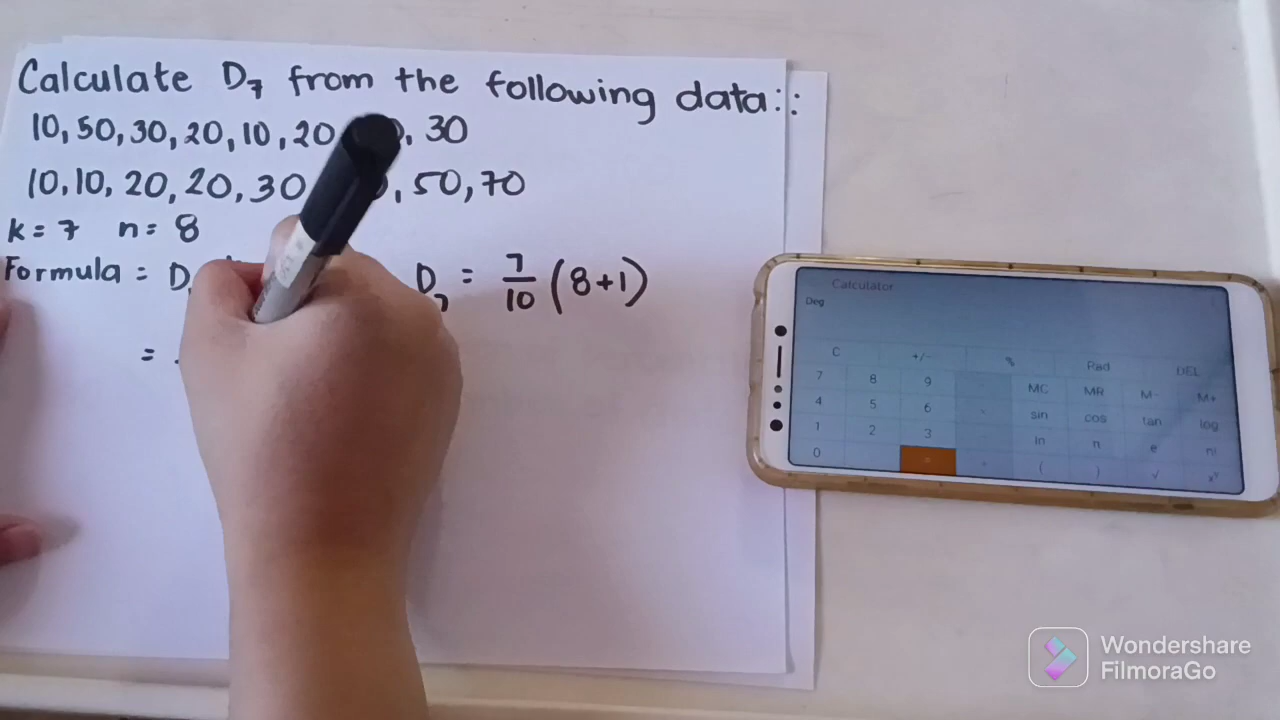 Calculate D7 from the following data::
10, 50, 30, 20, 10, 20, 30
10, 10, 20, 20, 30, 50, 70
k = 7 n = 8
Formula = D D7 = 7/10 (8+1)
=
Calculator
Deg
C +/- % Rad DEL
7 8 9 MC MR M- M+
4 5 6 sin cos tan log
1 2 3 ln π e n!
0 = ( ) √ xʸ
Wondershare
FilmoraGo